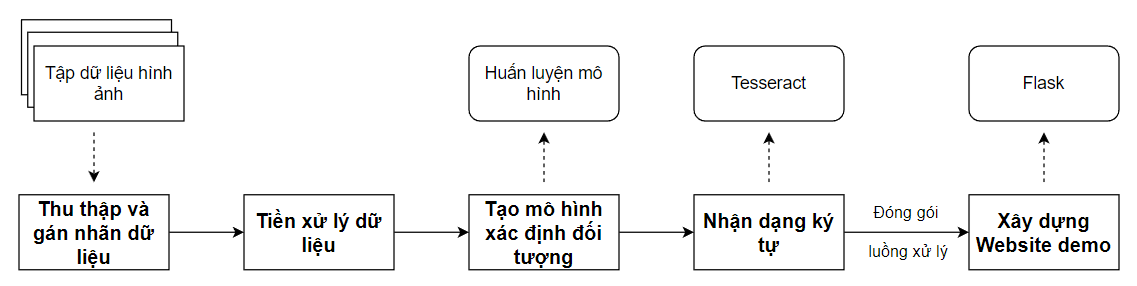 Tập dữ liệu hình
ảnh
Huấn luyện mô
hình
Tesseract
Flask
Thu thập và
gán nhãn dữ
liệu
Tiền xử lý dữ
liệu
Tạo mô hình
xác định đối
tượng
Nhận dạng ký
tự
Đóng gói
luồng xử lý
Xây dựng
Website demo